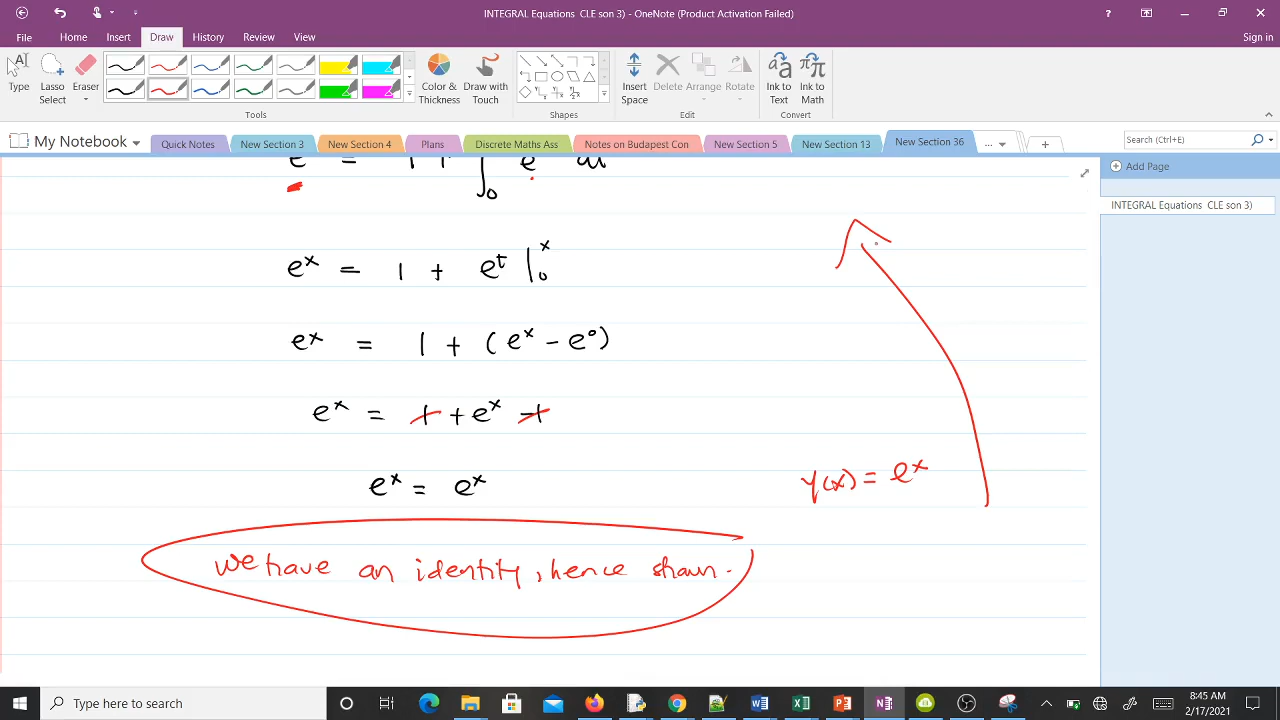 INTEGRAL Equations CLE son 3) - OneNote (Product Activation Failed)
File Home Insert Draw History Review View Sign in
Type Lasso Select Eraser Color & Thickness Draw with Touch Insert Space Delete Arrange Rotate Ink to Text Ink to Math
Tools Shapes Edit Convert
My Notebook Quick Notes New Section 3 New Section 4 Plans Discrete Maths Ass Notes on Budapest Con New Section 5 New Section 13 New Section 36 ... + Search (Ctrl+E)
Add Page
INTEGRAL Equations CLE son 3)
e = 1 + ∫₀ e dt
eˣ = 1 + eᵗ |₀ˣ
eˣ = 1 + (eˣ - e⁰)
eˣ = 1 + eˣ - 1
eˣ = eˣ
y(x) = eˣ
We have an identity, hence shown.
Type here to search
8:45 AM
2/17/2021